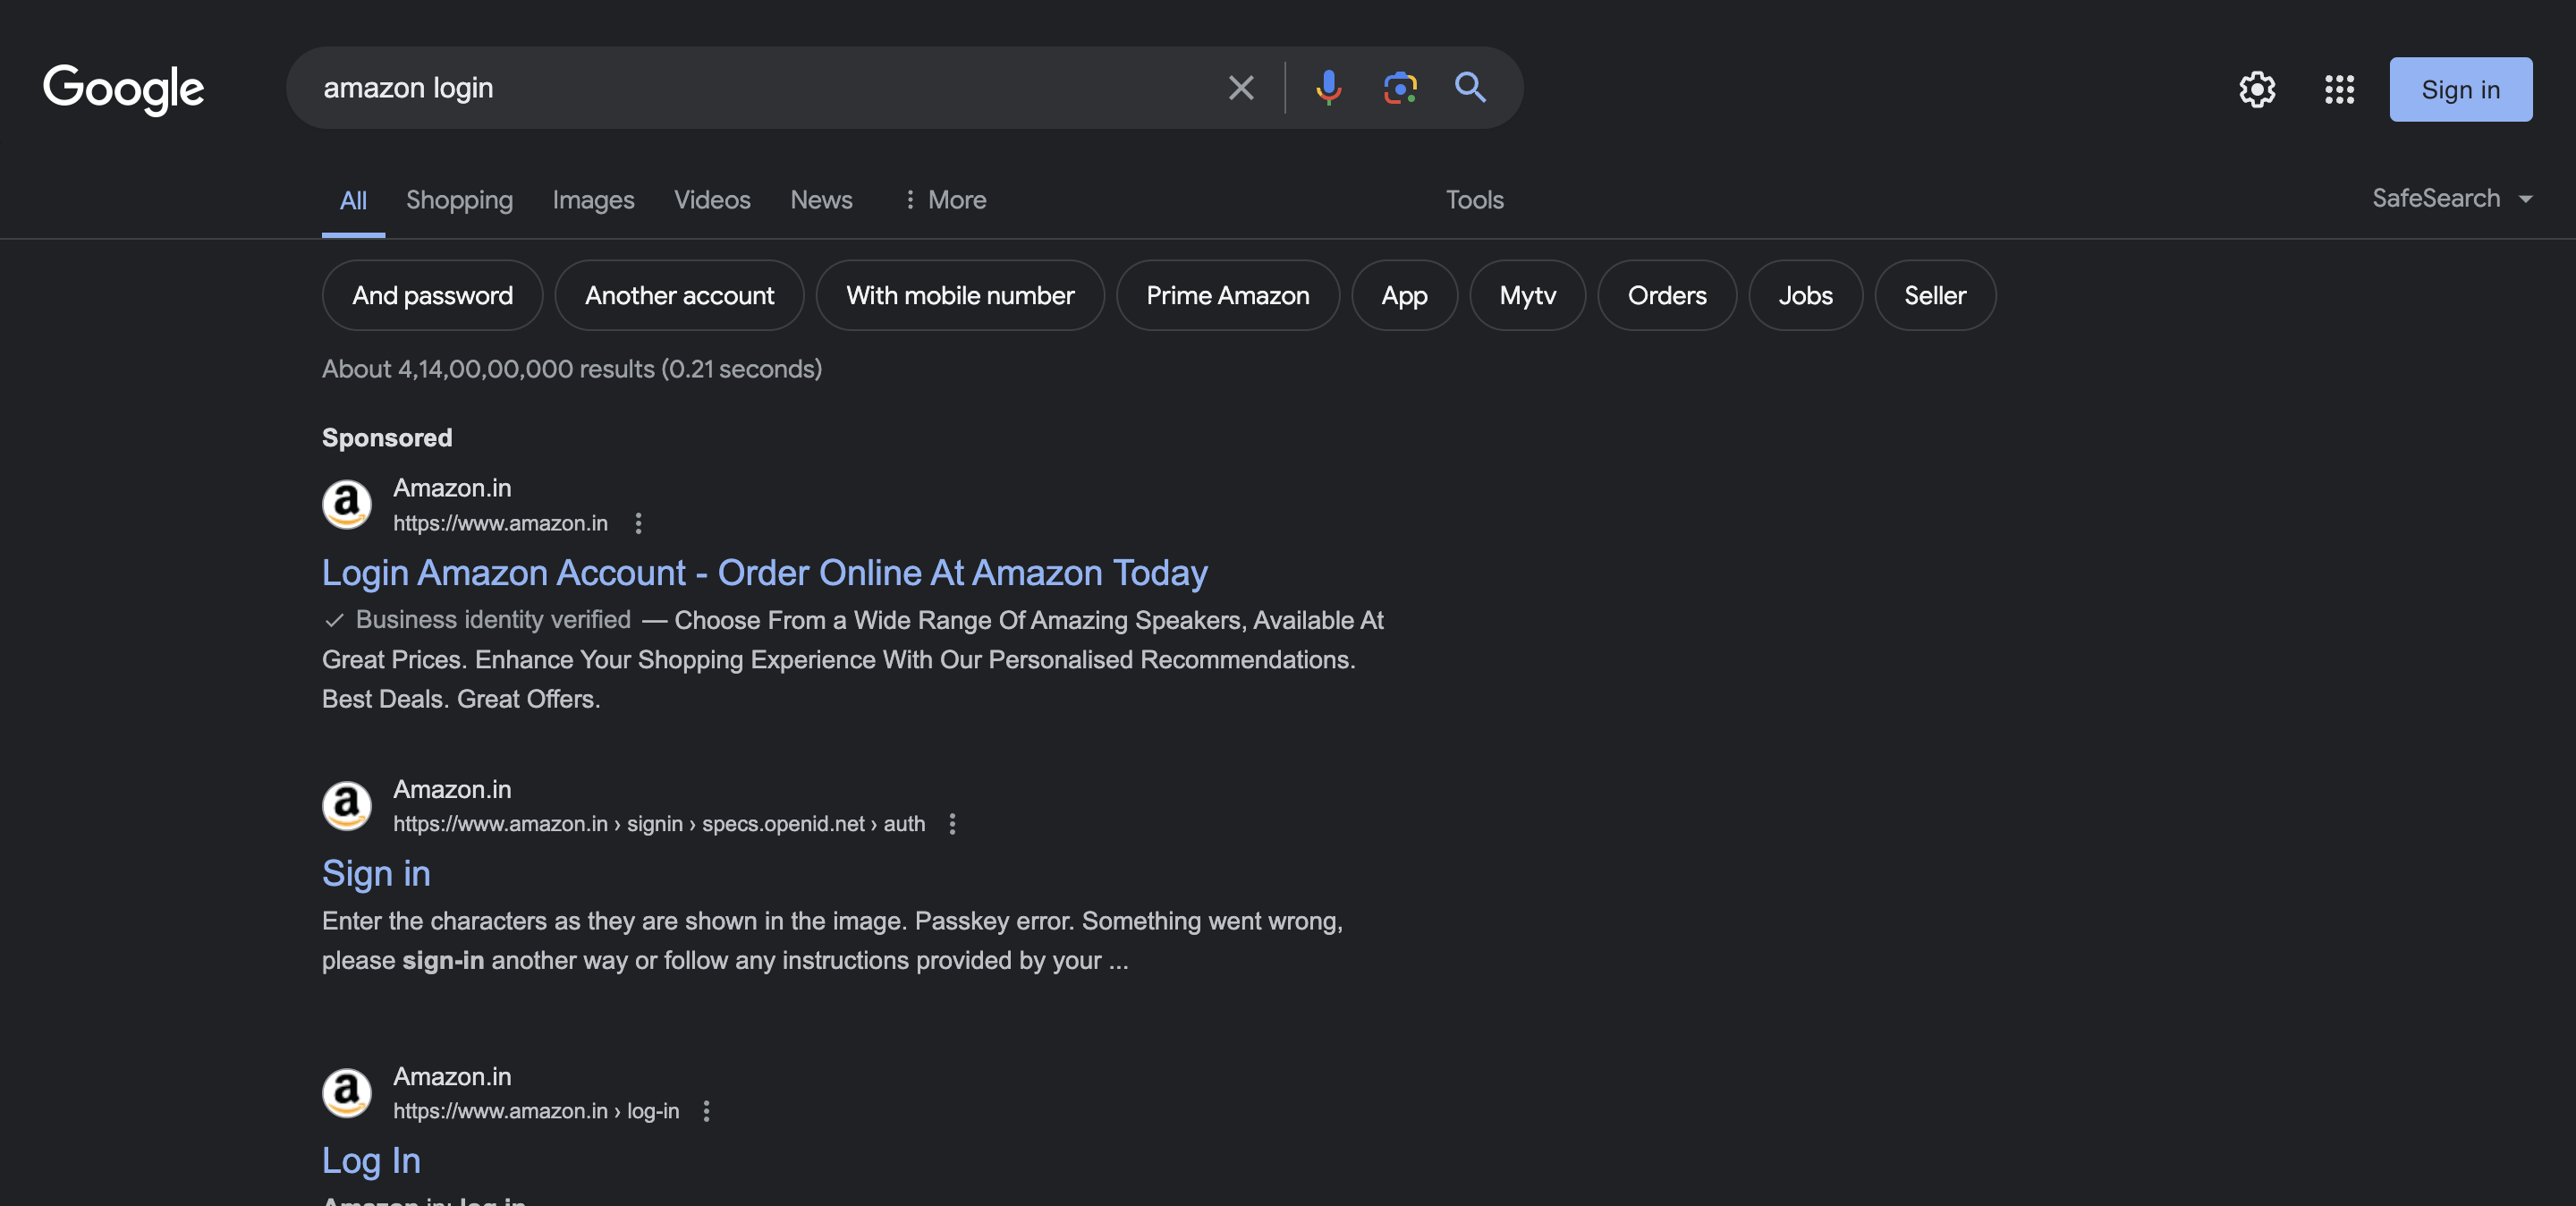 Google
amazon login
Sign in
All
Shopping
Images
Videos
News
More
Tools
SafeSearch
And password
Another account
With mobile number
Prime Amazon
App
Mytv
Orders
Jobs
Seller
About 4,14,00,00,000 results (0.21 seconds)
Sponsored
Amazon.in
https://www.amazon.in
Login Amazon Account - Order Online At Amazon Today
Business identity verified — Choose From a Wide Range Of Amazing Speakers, Available At
Great Prices. Enhance Your Shopping Experience With Our Personalised Recommendations.
Best Deals. Great Offers.
Amazon.in
https://www.amazon.in › signin › specs.openid.net › auth
Sign in
Enter the characters as they are shown in the image. Passkey error. Something went wrong,
please sign-in another way or follow any instructions provided by your ...
Amazon.in
https://www.amazon.in › log-in
Log In